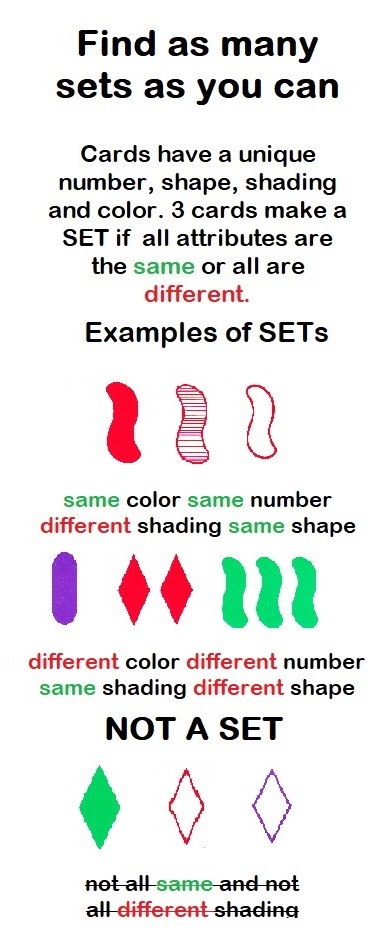 Find as many
sets as you can
Cards have a unique
number, shape, shading
and color. 3 cards make a
SET if all attributes are
the same or all are
different.
Examples of SETs
same color same number
different shading same shape
different color different number
same shading different shape
NOT A SET
not all same and not
all different shading